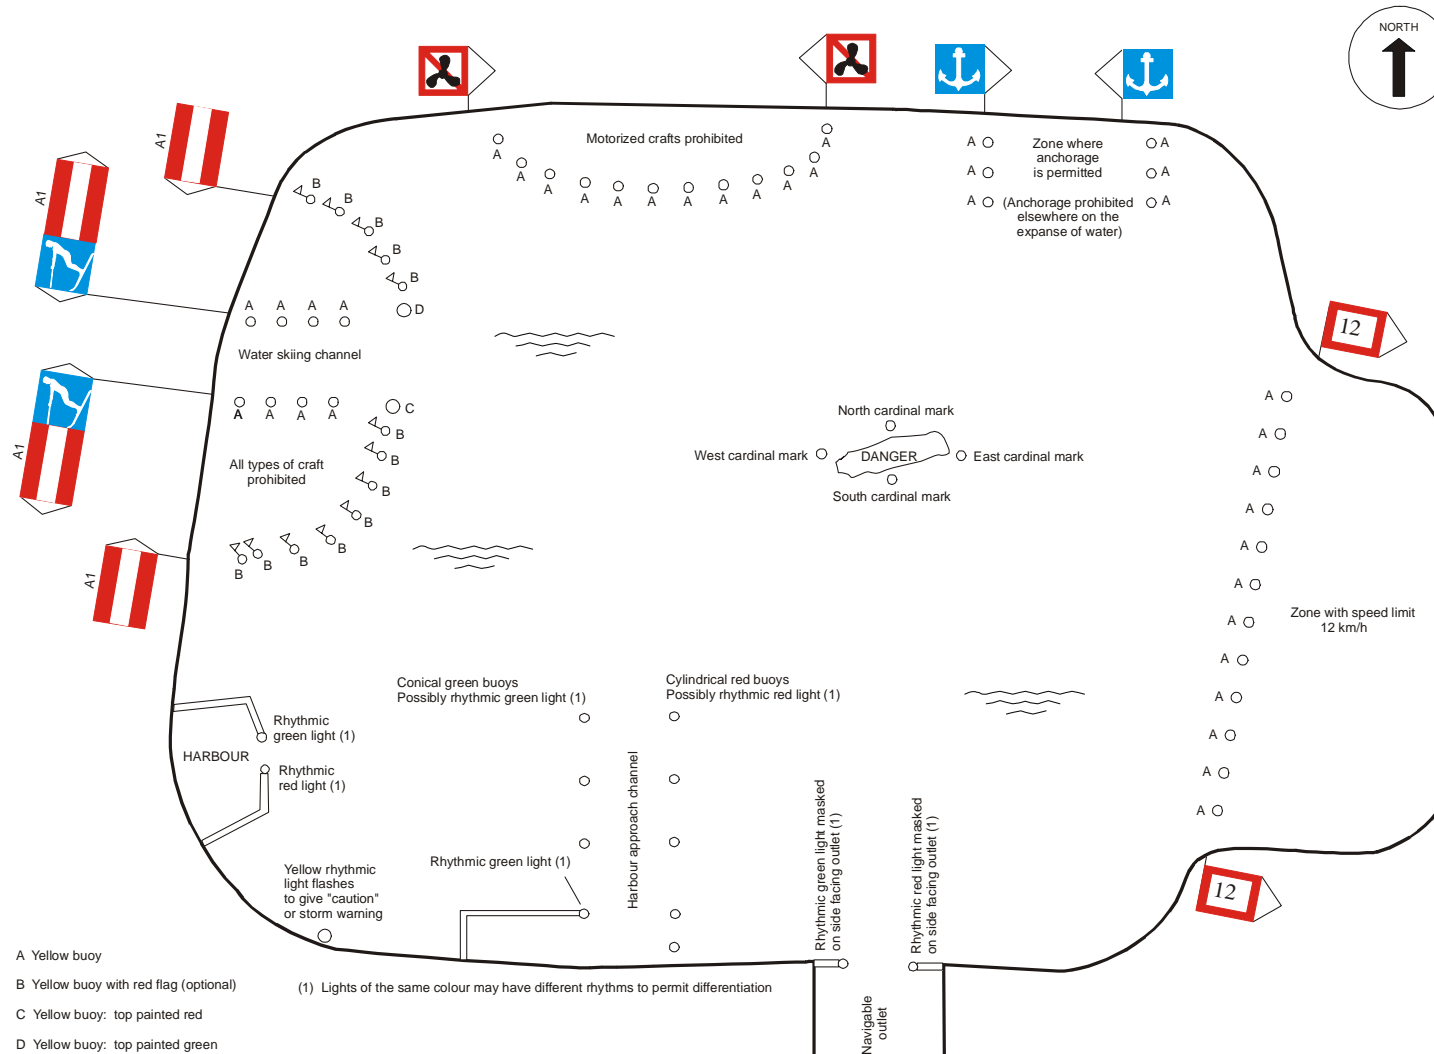 NORTH
Motorized crafts prohibited
A
A
A
A
A
A
A
A
A
A
A
A
Zone where
anchorage
is permitted
(Anchorage prohibited
elsewhere on the
expanse of water)
A
A
A
A
A
A
A1
A1
A1
A1
B
B
B
B
B
D
A A A A
Water skiing channel
A A A A
C
B
B
B
B
B
B
B
B
All types of craft
prohibited
12
12
North cardinal mark
West cardinal mark
DANGER
East cardinal mark
South cardinal mark
A
A
A
A
A
A
A
A
A
A
A
A
Zone with speed limit
12 km/h
Conical green buoys
Possibly rhythmic green light (1)
Cylindrical red buoys
Possibly rhythmic red light (1)
Rhythmic
green light (1)
HARBOUR
Rhythmic
red light (1)
Harbour approach channel
Rhythmic green light (1)
Yellow rhythmic
light flashes
to give "caution"
or storm warning
Rhythmic green light masked
on side facing outlet (1)
Rhythmic red light masked
on side facing outlet (1)
Navigable
outlet
A Yellow buoy
B Yellow buoy with red flag (optional)
C Yellow buoy: top painted red
D Yellow buoy: top painted green
(1) Lights of the same colour may have different rhythms to permit differentiation